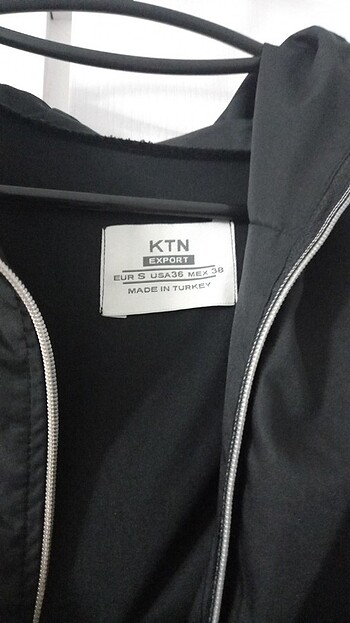 KTN
EXPORT
EUR S USA36 MEX 38
MADE IN TURKEY